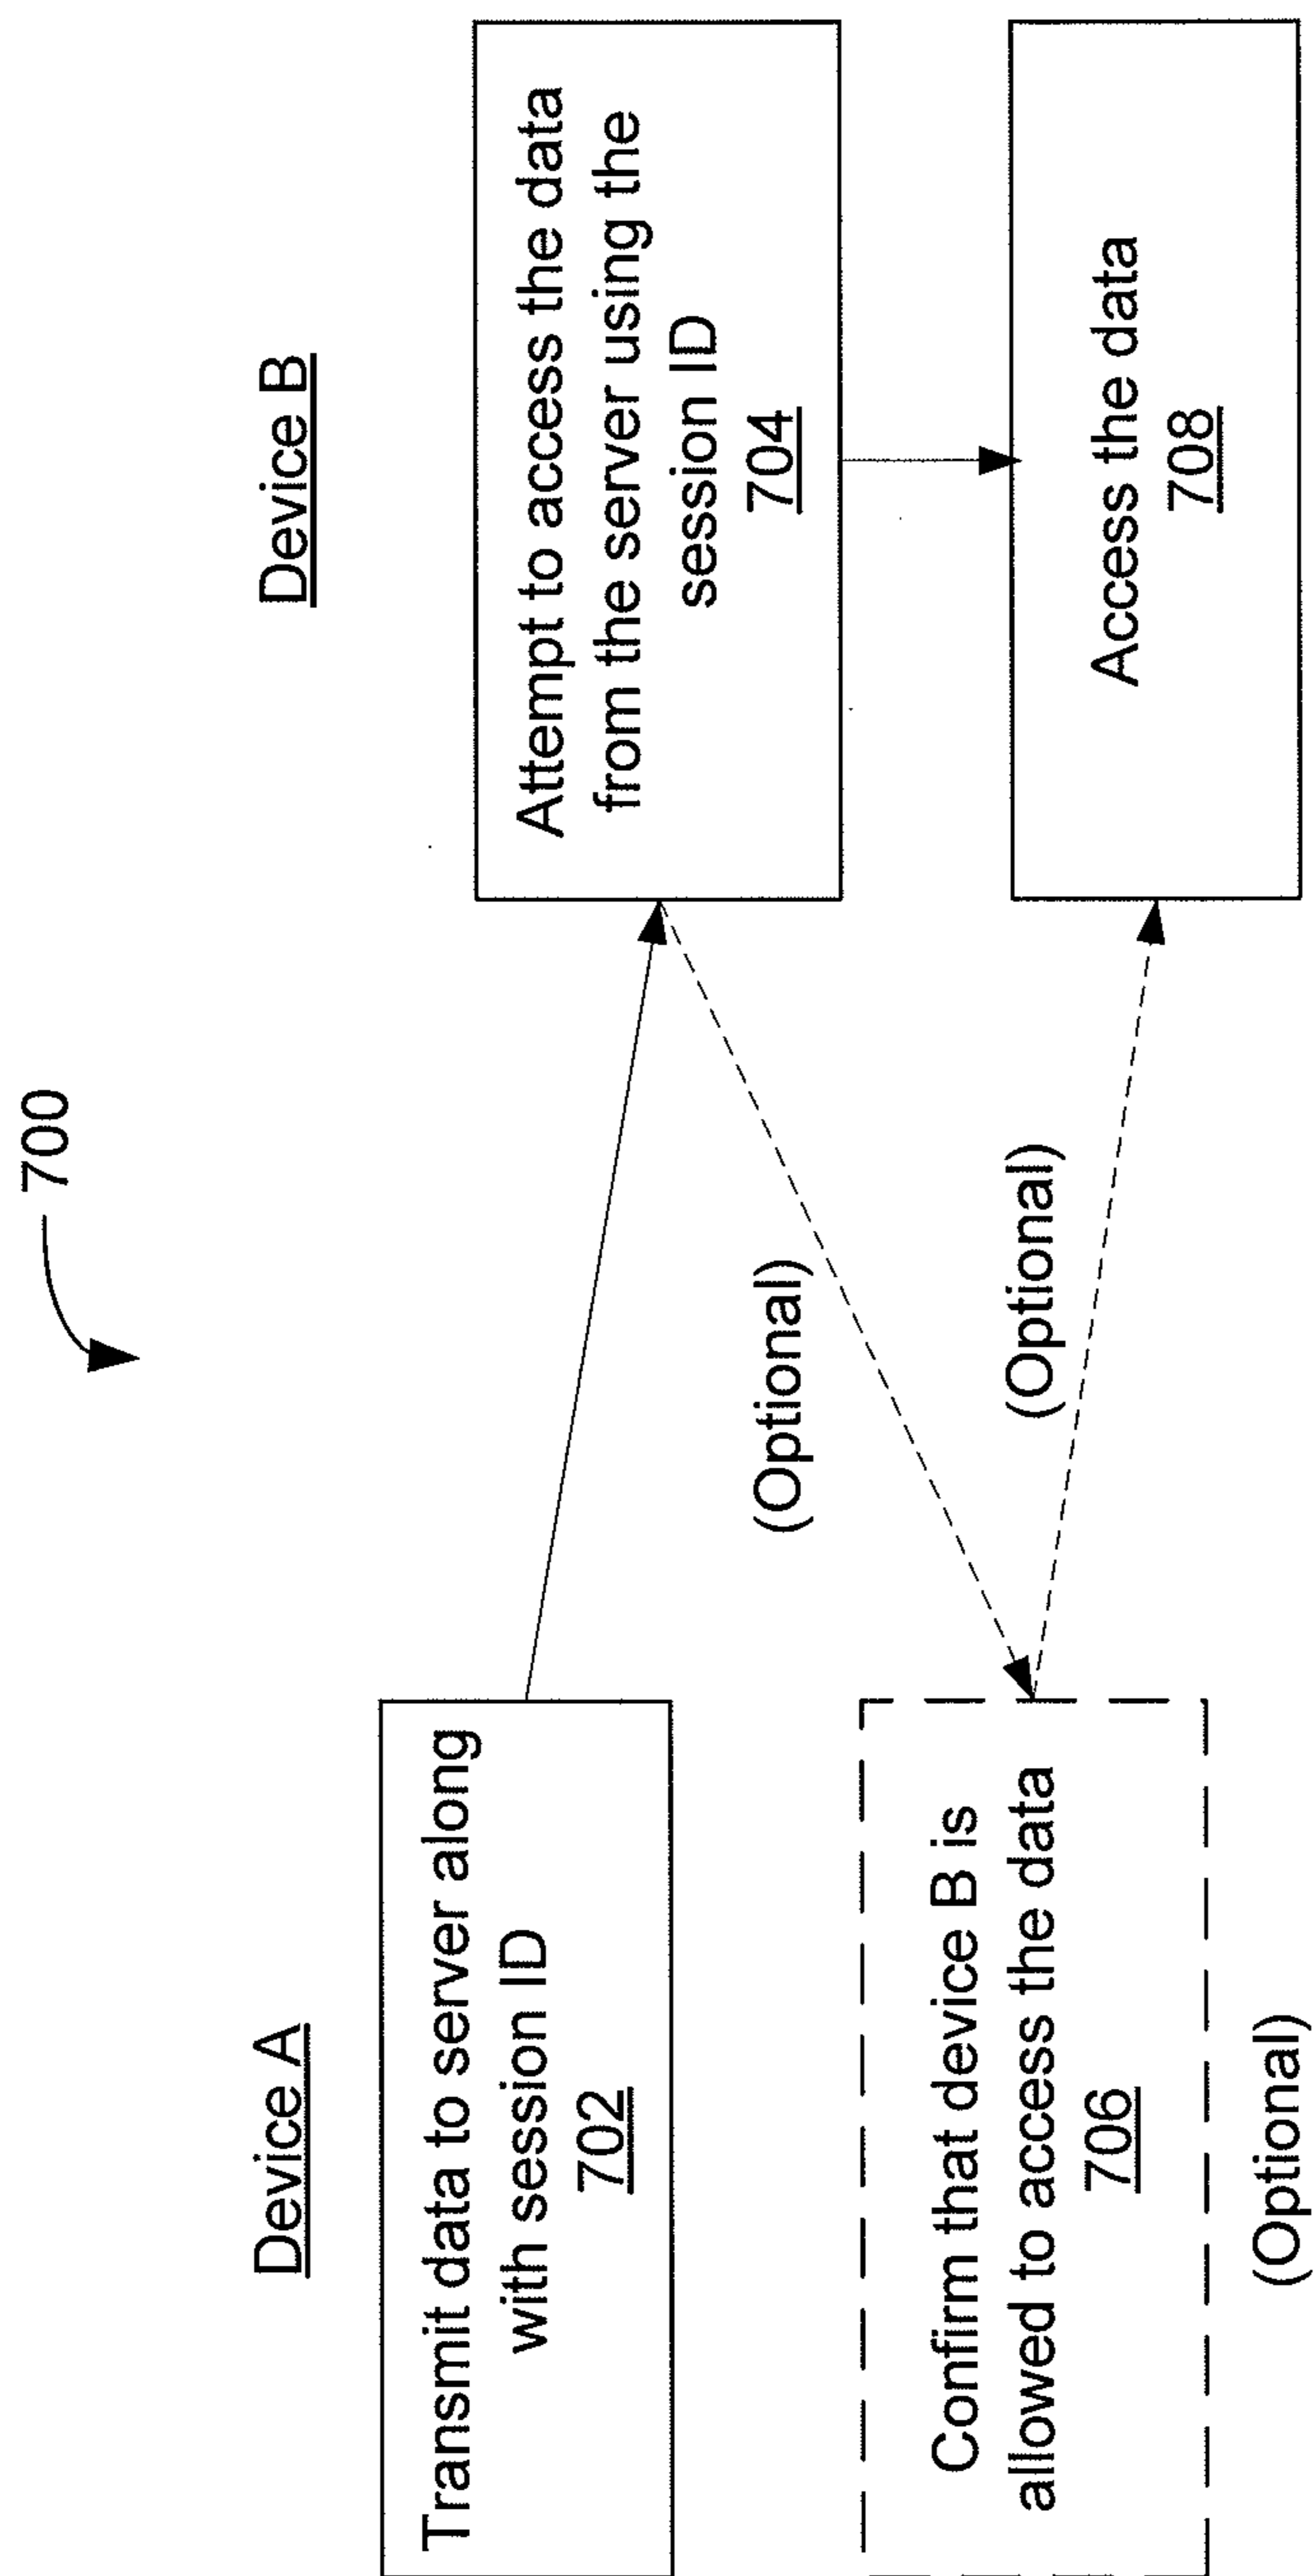 700
Device A
Device B
Transmit data to server along
with session ID
702
Attempt to access the data
from the server using the
session ID
704
(Optional)
Confirm that device B is
allowed to access the data
706
(Optional)
(Optional)
Access the data
708